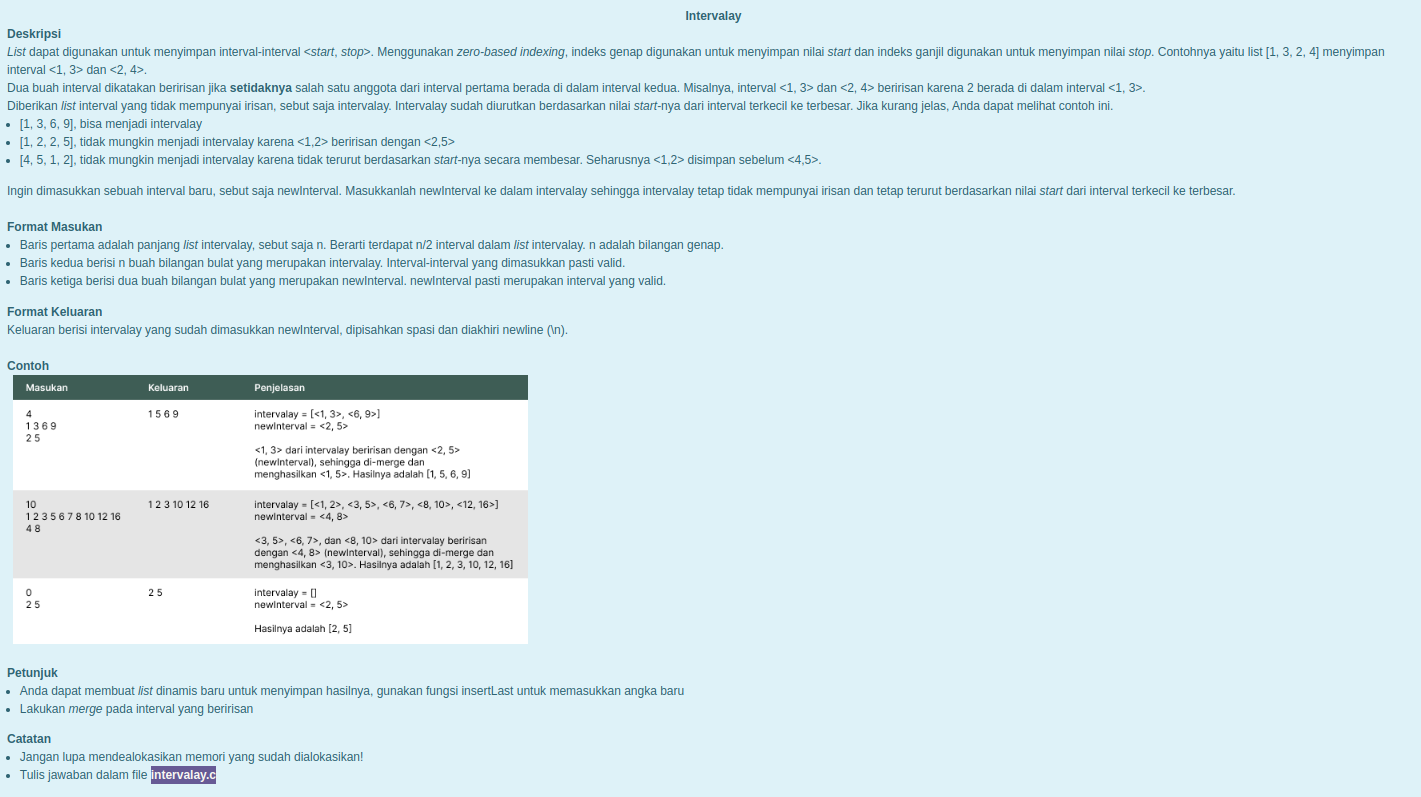 Intervalay
Deskripsi
List dapat digunakan untuk menyimpan interval-interval <start, stop>. Menggunakan zero-based indexing, indeks genap digunakan untuk menyimpan nilai start dan indeks ganjil digunakan untuk menyimpan nilai stop. Contohnya yaitu list [1, 3, 2, 4] menyimpan
interval <1, 3> dan <2, 4>.
Dua buah interval dikatakan beririsan jika setidaknya salah satu anggota dari interval pertama berada di dalam interval kedua. Misalnya, interval <1, 3> dan <2, 4> beririsan karena 2 berada di dalam interval <1, 3>.
Diberikan list interval yang tidak mempunyai irisan, sebut saja intervalay. Intervalay sudah diurutkan berdasarkan nilai start-nya dari interval terkecil ke terbesar. Jika kurang jelas, Anda dapat melihat contoh ini.
• [1, 3, 6, 9], bisa menjadi intervalay
• [1, 2, 2, 5], tidak mungkin menjadi intervalay karena <1,2> beririsan dengan <2,5>
• [4, 5, 1, 2], tidak mungkin menjadi intervalay karena tidak terurut berdasarkan start-nya secara membesar. Seharusnya <1,2> disimpan sebelum <4,5>.
Ingin dimasukkan sebuah interval baru, sebut saja newInterval. Masukkanlah newInterval ke dalam intervalay sehingga intervalay tetap tidak mempunyai irisan dan tetap terurut berdasarkan nilai start dari interval terkecil ke terbesar.
Format Masukan
• Baris pertama adalah panjang list intervalay, sebut saja n. Berarti terdapat n/2 interval dalam list intervalay. n adalah bilangan genap.
• Baris kedua berisi n buah bilangan bulat yang merupakan intervalay. Interval-interval yang dimasukkan pasti valid.
• Baris ketiga berisi dua buah bilangan bulat yang merupakan newInterval. newInterval pasti merupakan interval yang valid.
Format Keluaran
Keluaran berisi intervalay yang sudah dimasukkan newInterval, dipisahkan spasi dan diakhiri newline (\n).
Contoh
Masukan Keluaran Penjelasan
4 1 5 6 9 intervalay = [<1, 3>, <6, 9>]
1 3 6 9 newInterval = <2, 5>
2 5
<1, 3> dari intervalay beririsan dengan <2, 5>
(newInterval), sehingga di-merge dan
menghasilkan <1, 5>. Hasilnya adalah [1, 5, 6, 9]
10 1 2 3 10 12 16 intervalay = [<1, 2>, <3, 5>, <6, 7>, <8, 10>, <12, 16>]
1 2 3 5 6 7 8 10 12 16 newInterval = <4, 8>
4 8
<3, 5>, <6, 7>, dan <8, 10> dari intervalay beririsan
dengan <4, 8> (newInterval), sehingga di-merge dan
menghasilkan <3, 10>. Hasilnya adalah [1, 2, 3, 10, 12, 16]
0 2 5 intervalay = []
2 5 newInterval = <2, 5>
Hasilnya adalah [2, 5]
Petunjuk
• Anda dapat membuat list dinamis baru untuk menyimpan hasilnya, gunakan fungsi insertLast untuk memasukkan angka baru
• Lakukan merge pada interval yang beririsan
Catatan
• Jangan lupa mendealokasikan memori yang sudah dialokasikan!
• Tulis jawaban dalam file intervalay.c